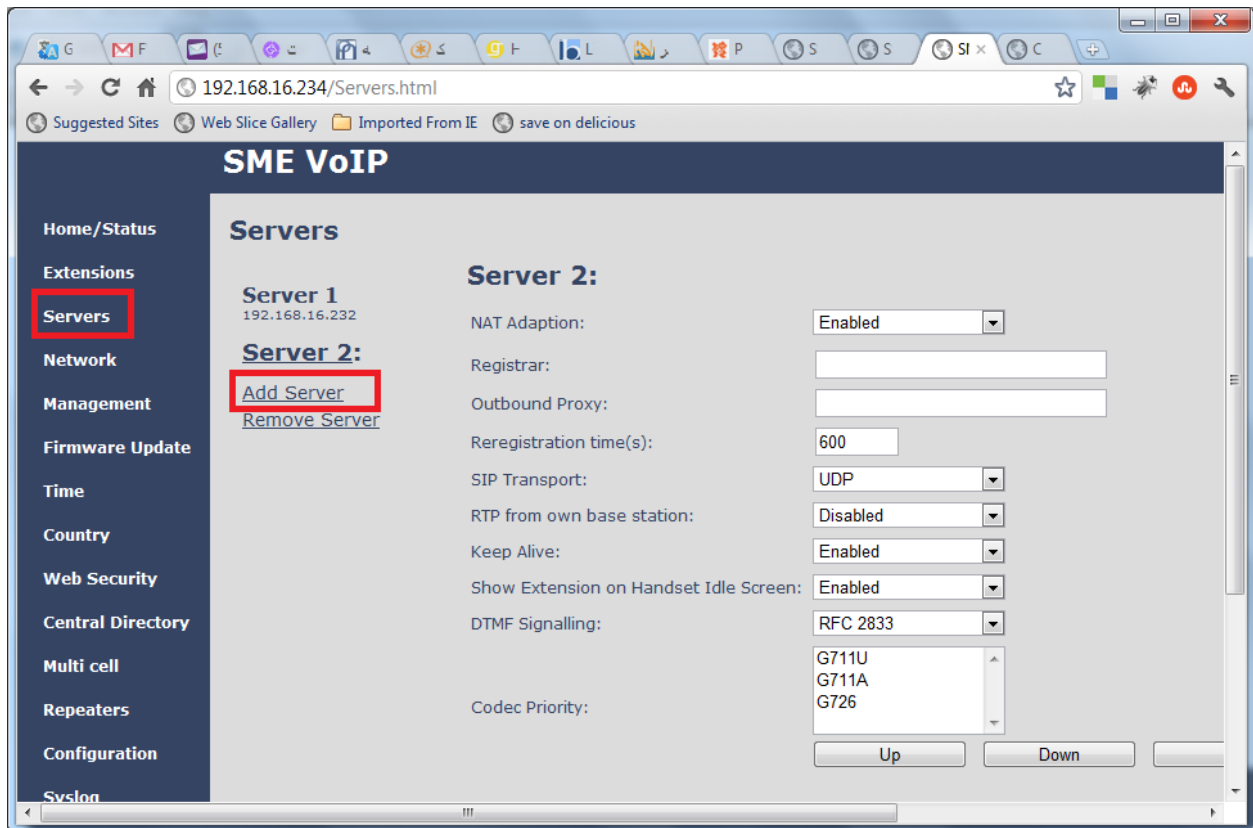 G
F
(5
ت
4
ک
H
L
ر
P
S
S
SI ×
C
192.168.16.234/Servers.html
Suggested Sites Web Slice Gallery Imported From IE save on delicious
SME VoIP
Home/Status
Extensions
Servers
Network
Management
Firmware Update
Time
Country
Web Security
Central Directory
Multi cell
Repeaters
Configuration
Syslog
Servers
Server 1
192.168.16.232
Server 2:
Add Server
Remove Server
Server 2:
NAT Adaption: Enabled
Registrar:
Outbound Proxy:
Reregistration time(s): 600
SIP Transport: UDP
RTP from own base station: Disabled
Keep Alive: Enabled
Show Extension on Handset Idle Screen: Enabled
DTMF Signalling: RFC 2833
Codec Priority:
G711U
G711A
G726
Up Down